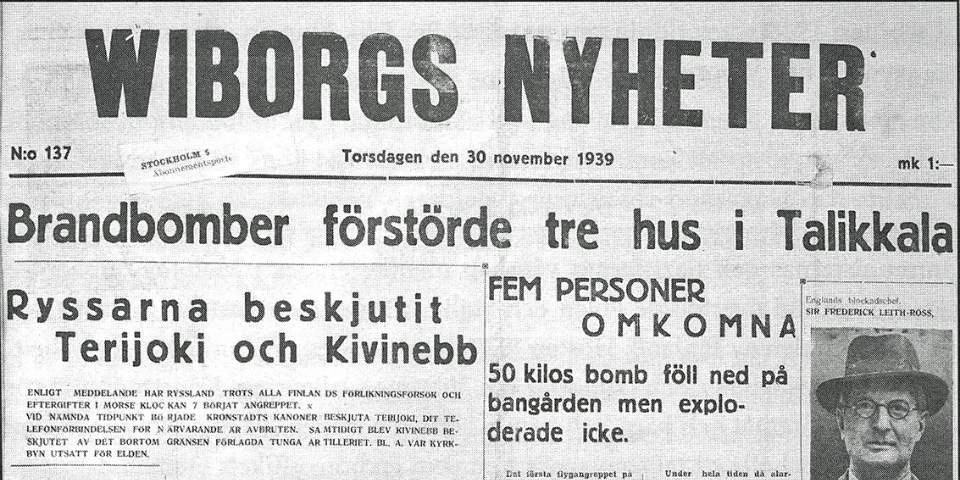 WIBORGS NYHETER
N:o 137
STOCKHOLM 5
Abonnementspris
Torsdagen den 30 november 1939
mk 1:—
Brandbomber förstörde tre hus i Talikkala
Ryssarna beskjutit
Terijoki och Kivinebb
ENLIGT MEDDELANDE HAR RYSSLAND TROTS ALLA FINLANDS FÖRLIKNINGSFÖRSÖK OCH
EFTERGIFTER I MORSE KLOCKAN 7 BÖRJAT ANGREPPET. x
VID NÄMNDA TIDPUNKT BÖRJADE KRONSTADTS KANONER BESKJUTA TERIJOKI, DIT TE-
LEFONFÖRBINDELSEN FÖR NÄRVARANDE ÄR AVBRUTEN. SAMTIDIGT BLEV KIVINEBB BE-
SKJUTET AV DET BORTOM GRÄNSEN FÖRLAGDA TUNGA ARTILLERIET. BL. A. VAR KYRK-
BYN UTSATT FÖR ELDEN.
FEM PERSONER
OMKOMNA
50 kilos bomb föll ned på
bangården men explo-
derade icke.
Det första flygangreppet på
Under hela tiden då alar-
Englands blockadchef.
SIR FREDERICK LEITH-ROSS.